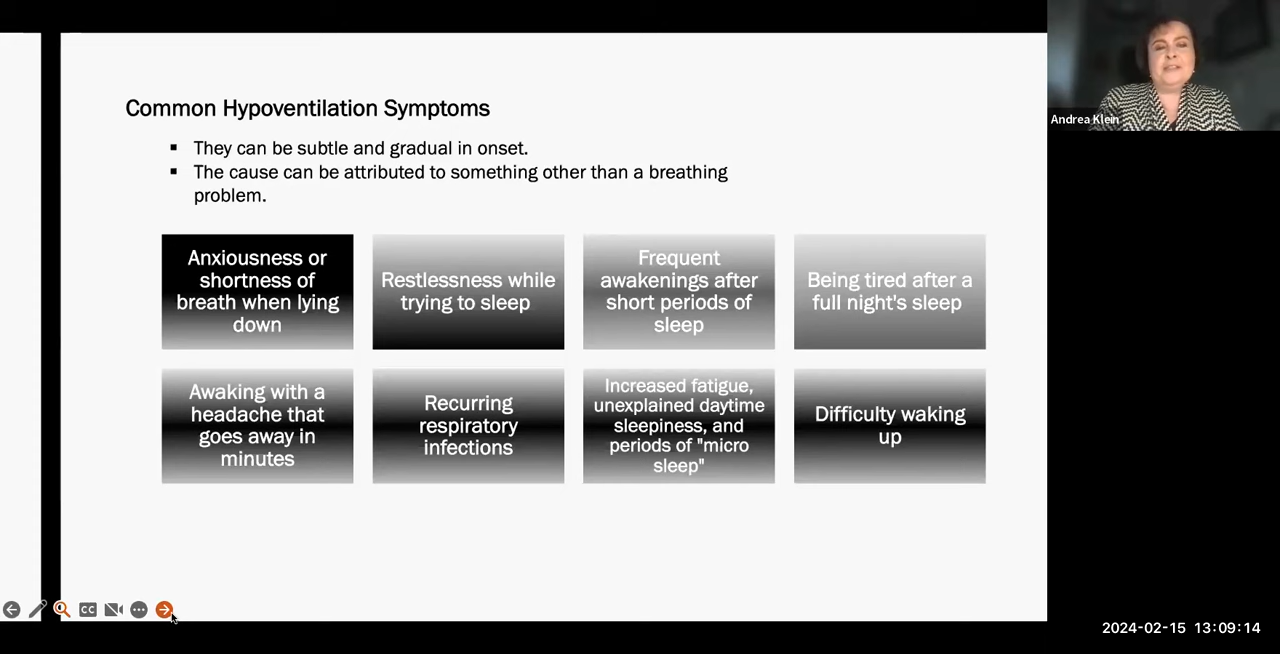 Andrea Klein
Common Hypoventilation Symptoms
▪ They can be subtle and gradual in onset.
▪ The cause can be attributed to something other than a breathing
problem.
Anxiousness or
shortness of
breath when lying
down
Restlessness while
trying to sleep
Frequent
awakenings after
short periods of
sleep
Being tired after a
full night's sleep
Awaking with a
headache that
goes away in
minutes
Recurring
respiratory
infections
Increased fatigue,
unexplained daytime
sleepiness, and
periods of "micro
sleep"
Difficulty waking
up
CC
2024-02-15 13:09:14